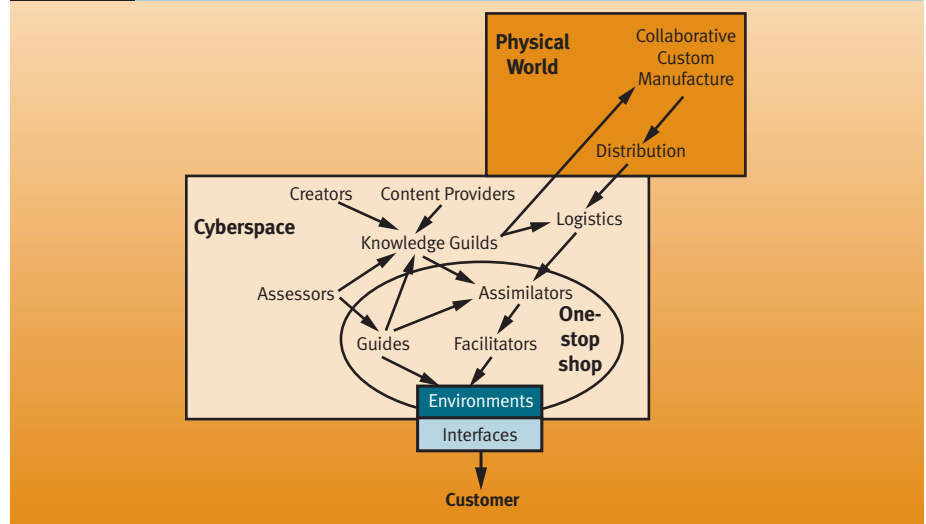 Physical
World
Collaborative
Custom
Manufacture
Distribution
Cyberspace
Creators
Content Providers
Logistics
Knowledge Guilds
Assessors
Assimilators
One-
stop
shop
Guides
Facilitators
Environments
Interfaces
Customer